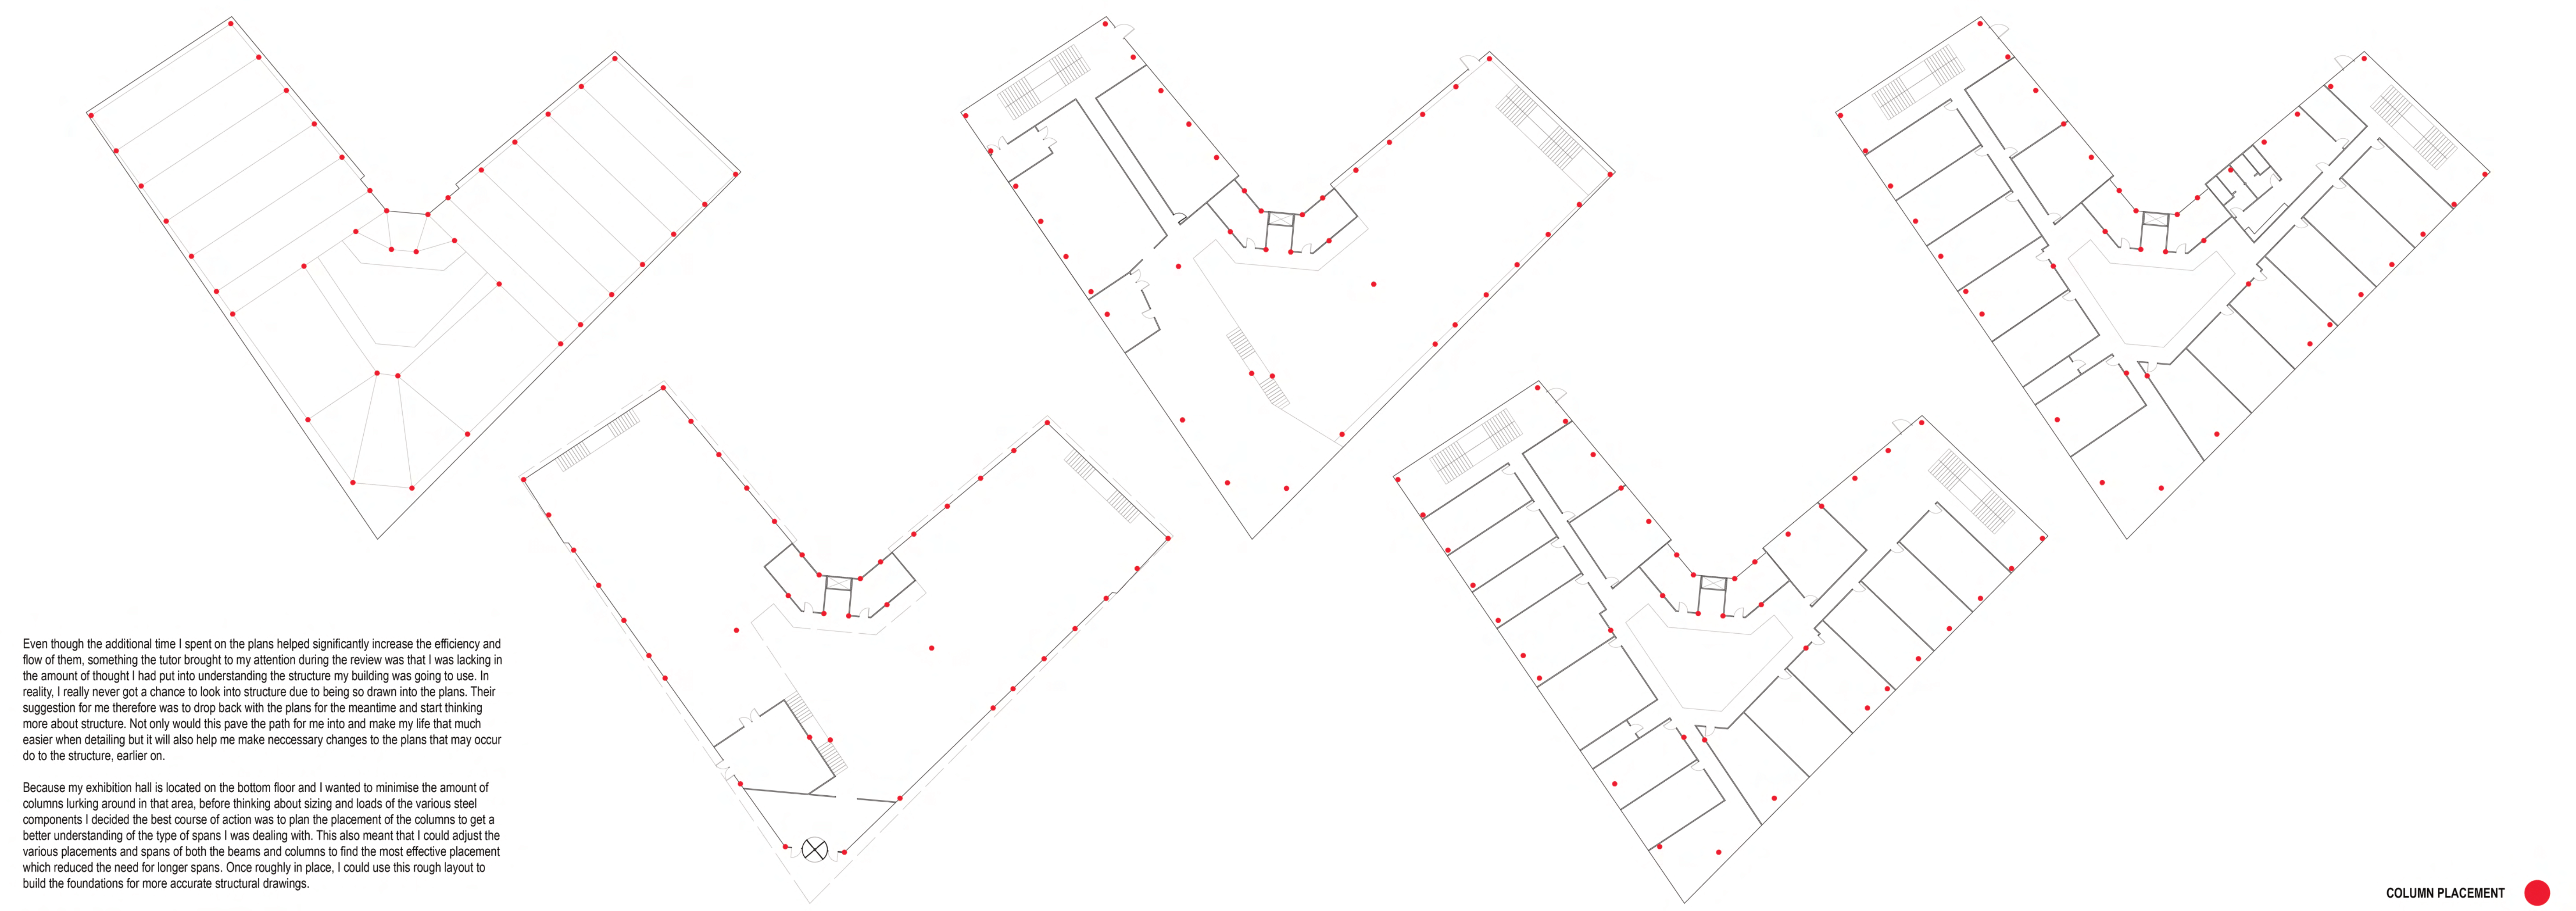 Even though the additional time I spent on the plans helped significantly increase the efficiency and
flow of them, something the tutor brought to my attention during the review was that I was lacking in
the amount of thought I had put into understanding the structure my building was going to use. In
reality, I really never got a chance to look into structure due to being so drawn into the plans. Their
suggestion for me therefore was to drop back with the plans for the meantime and start thinking
more about structure. Not only would this pave the path for me into and make my life that much
easier when detailing but it will also help me make neccessary changes to the plans that may occur
do to the structure, earlier on.
Because my exhibition hall is located on the bottom floor and I wanted to minimise the amount of
columns lurking around in that area, before thinking about sizing and loads of the various steel
components I decided the best course of action was to plan the placement of the columns to get a
better understanding of the type of spans I was dealing with. This also meant that I could adjust the
various placements and spans of both the beams and columns to find the most effective placement
which reduced the need for longer spans. Once roughly in place, I could use this rough layout to
build the foundations for more accurate structural drawings.
COLUMN PLACEMENT